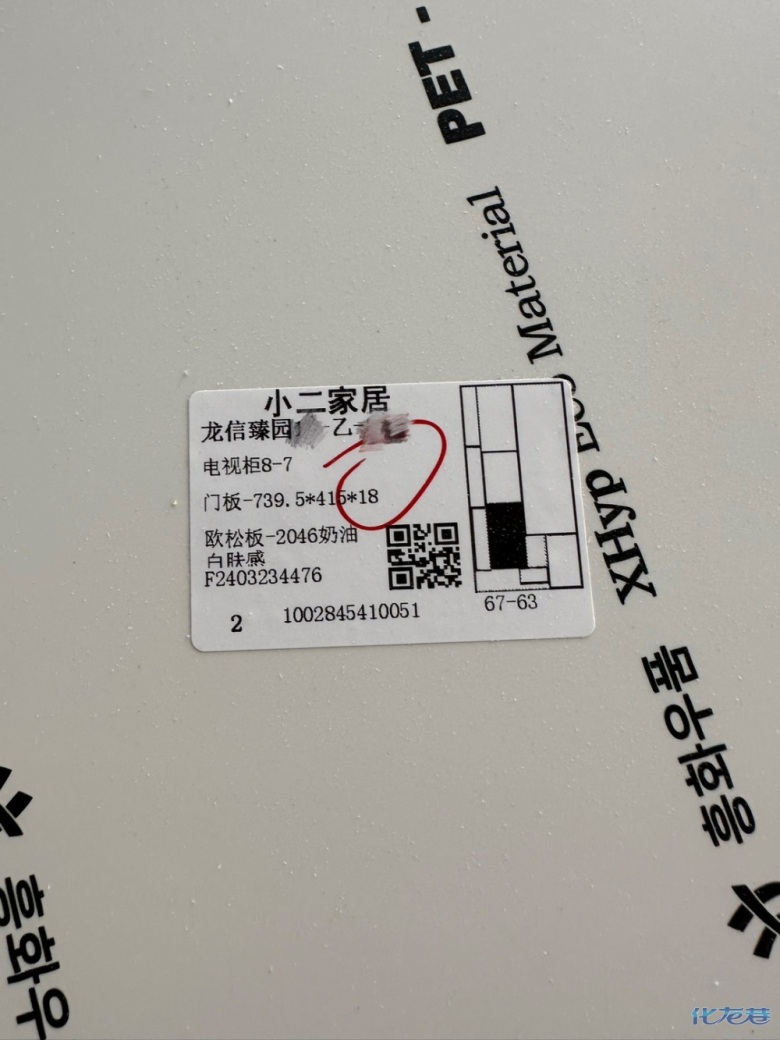 PET-
XHyp Eco Material
小二家居
龙信臻园 -乙-
电视柜8-7
门板-739.5*415*18
欧松板-2046奶油
白肤感
F2403234476
2 1002845410051
67-63
흥화우품
흥화우
化龙巷